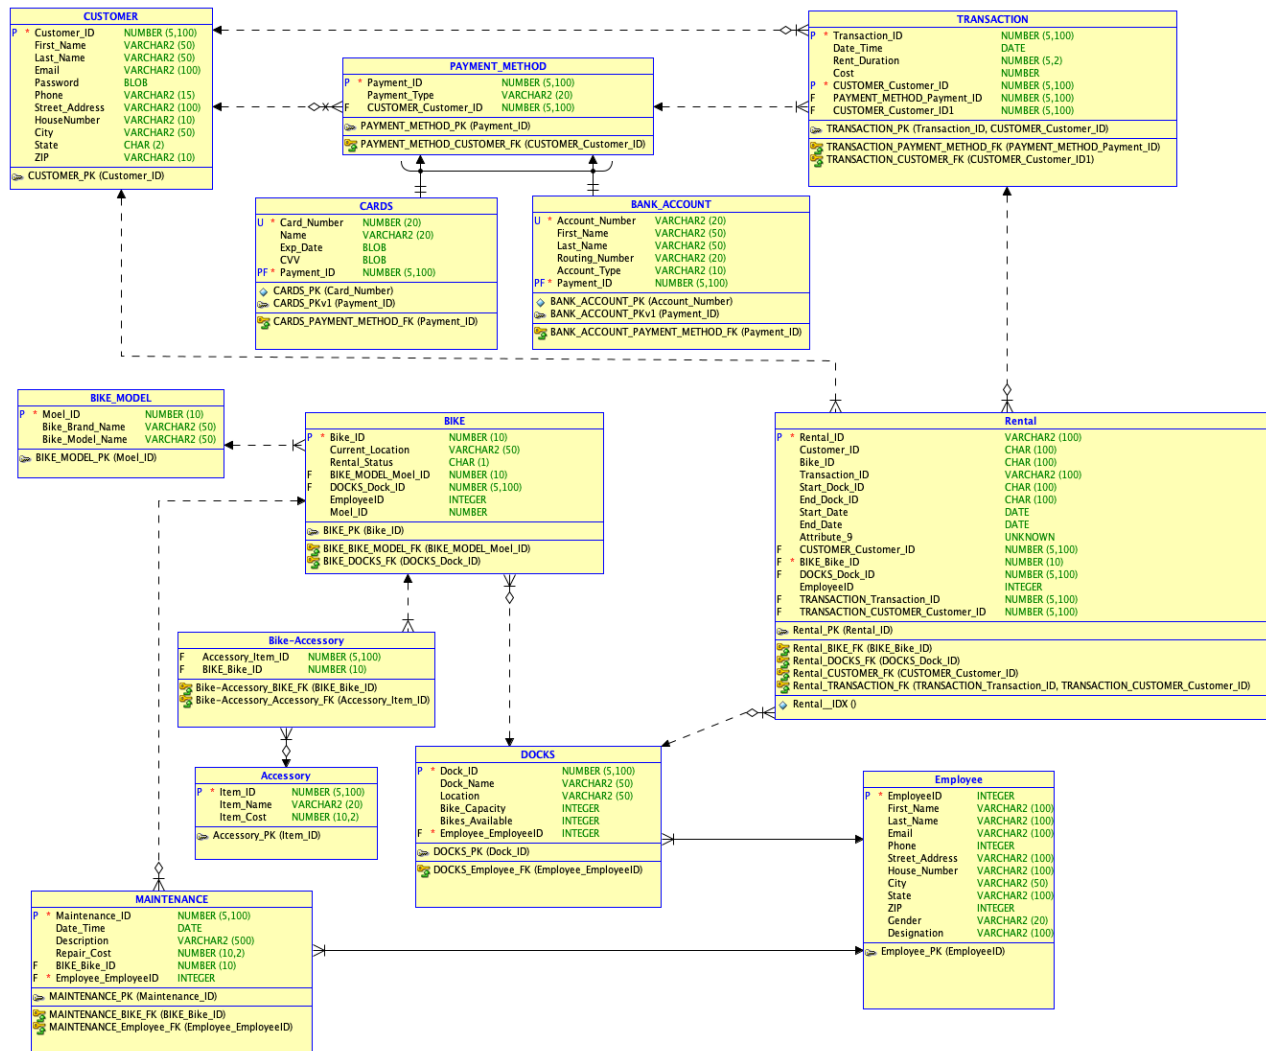 CUSTOMER
P * Customer_ID NUMBER (5,100)
First_Name VARCHAR2 (50)
Last_Name VARCHAR2 (50)
Email VARCHAR2 (100)
Password BLOB
Phone VARCHAR2 (15)
Street_Address VARCHAR2 (100)
HouseNumber VARCHAR2 (10)
City VARCHAR2 (50)
State CHAR (2)
ZIP VARCHAR2 (10)
CUSTOMER_PK (Customer_ID)
PAYMENT_METHOD
P * Payment_ID NUMBER (5,100)
Payment_Type VARCHAR2 (20)
F CUSTOMER_Customer_ID NUMBER (5,100)
PAYMENT_METHOD_PK (Payment_ID)
PAYMENT_METHOD_CUSTOMER_FK (CUSTOMER_Customer_ID)
TRANSACTION
P * Transaction_ID NUMBER (5,100)
Date_Time DATE
Rent_Duration NUMBER (5,2)
Cost NUMBER
P * CUSTOMER_Customer_ID NUMBER (5,100)
F PAYMENT_METHOD_Payment_ID NUMBER (5,100)
F CUSTOMER_Customer_ID1 NUMBER (5,100)
TRANSACTION_PK (Transaction_ID, CUSTOMER_Customer_ID)
TRANSACTION_PAYMENT_METHOD_FK (PAYMENT_METHOD_Payment_ID)
TRANSACTION_CUSTOMER_FK (CUSTOMER_Customer_ID1)
CARDS
U * Card_Number NUMBER (20)
Name VARCHAR2 (20)
Exp_Date BLOB
CVV BLOB
PF * Payment_ID NUMBER (5,100)
CARDS_PK (Card_Number)
CARDS_PKv1 (Payment_ID)
CARDS_PAYMENT_METHOD_FK (Payment_ID)
BANK_ACCOUNT
U * Account_Number VARCHAR2 (20)
First_Name VARCHAR2 (50)
Last_Name VARCHAR2 (50)
Routing_Number VARCHAR2 (20)
Account_Type VARCHAR2 (10)
PF * Payment_ID NUMBER (5,100)
BANK_ACCOUNT_PK (Account_Number)
BANK_ACCOUNT_PKv1 (Payment_ID)
BANK_ACCOUNT_PAYMENT_METHOD_FK (Payment_ID)
BIKE_MODEL
P * Moel_ID NUMBER (10)
Bike_Brand_Name VARCHAR2 (50)
Bike_Model_Name VARCHAR2 (50)
BIKE_MODEL_PK (Moel_ID)
BIKE
P * Bike_ID NUMBER (10)
Current_Location VARCHAR2 (50)
Rental_Status CHAR (1)
F BIKE_MODEL_Moel_ID NUMBER (10)
F DOCKS_Dock_ID NUMBER (5,100)
EmployeeID INTEGER
Moel_ID NUMBER
BIKE_PK (Bike_ID)
BIKE_BIKE_MODEL_FK (BIKE_MODEL_Moel_ID)
BIKE_DOCKS_FK (DOCKS_Dock_ID)
Rental
P * Rental_ID VARCHAR2 (100)
Customer_ID CHAR (100)
Bike_ID CHAR (100)
Transaction_ID VARCHAR2 (100)
Start_Dock_ID CHAR (100)
End_Dock_ID CHAR (100)
Start_Date DATE
End_Date DATE
Attribute_9 UNKNOWN
F CUSTOMER_Customer_ID NUMBER (5,100)
F * BIKE_Bike_ID NUMBER (10)
F DOCKS_Dock_ID NUMBER (5,100)
EmployeeID INTEGER
F TRANSACTION_Transaction_ID NUMBER (5,100)
F TRANSACTION_CUSTOMER_Customer_ID NUMBER (5,100)
Rental_PK (Rental_ID)
Rental_BIKE_FK (BIKE_Bike_ID)
Rental_DOCKS_FK (DOCKS_Dock_ID)
Rental_CUSTOMER_FK (CUSTOMER_Customer_ID)
Rental_TRANSACTION_FK (TRANSACTION_Transaction_ID, TRANSACTION_CUSTOMER_Customer_ID)
Rental__IDX ()
Bike-Accessory
F Accessory_Item_ID NUMBER (5,100)
F BIKE_Bike_ID NUMBER (10)
Bike-Accessory_BIKE_FK (BIKE_Bike_ID)
Bike-Accessory_Accessory_FK (Accessory_Item_ID)
Accessory
P * Item_ID NUMBER (5,100)
Item_Name VARCHAR2 (20)
Item_Cost NUMBER (10,2)
Accessory_PK (Item_ID)
DOCKS
P * Dock_ID NUMBER (5,100)
Dock_Name VARCHAR2 (50)
Location VARCHAR2 (50)
Bike_Capacity INTEGER
Bikes_Available INTEGER
F * Employee_EmployeeID INTEGER
DOCKS_PK (Dock_ID)
DOCKS_Employee_FK (Employee_EmployeeID)
Employee
P * EmployeeID INTEGER
First_Name VARCHAR2 (100)
Last_Name VARCHAR2 (100)
Email VARCHAR2 (100)
Phone INTEGER
Street_Address VARCHAR2 (100)
House_Number VARCHAR2 (100)
City VARCHAR2 (50)
State VARCHAR2 (100)
ZIP INTEGER
Gender VARCHAR2 (20)
Designation VARCHAR2 (100)
Employee_PK (EmployeeID)
MAINTENANCE
P * Maintenance_ID NUMBER (5,100)
Date_Time DATE
Description VARCHAR2 (500)
Repair_Cost NUMBER (10,2)
F BIKE_Bike_ID NUMBER (10)
F * Employee_EmployeeID INTEGER
MAINTENANCE_PK (Maintenance_ID)
MAINTENANCE_BIKE_FK (BIKE_Bike_ID)
MAINTENANCE_Employee_FK (Employee_EmployeeID)